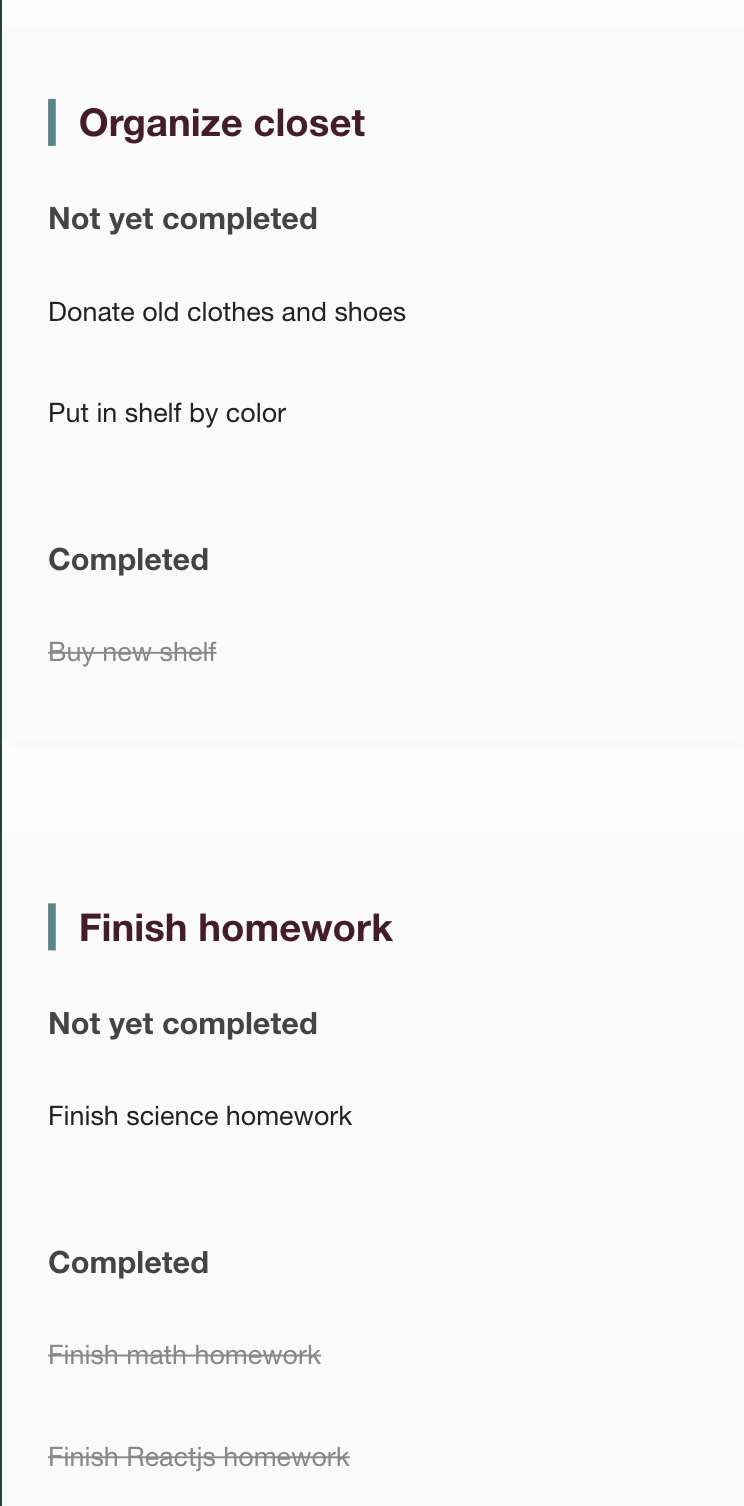 Organize closet
Not yet completed
Donate old clothes and shoes
Put in shelf by color
Completed
Buy new shelf
Finish homework
Not yet completed
Finish science homework
Completed
Finish math homework
Finish Reactjs homework